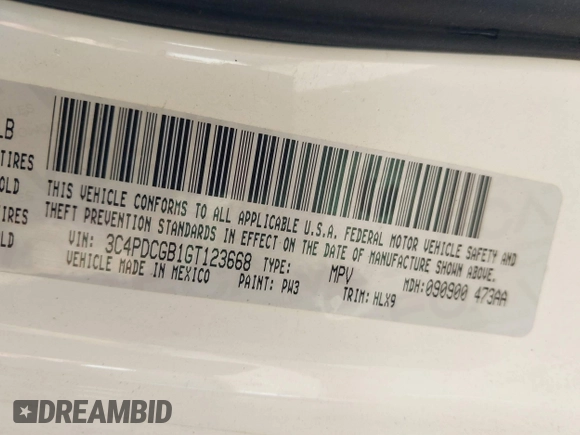 LB
TIRES
OLD
TIRES
LD
THIS VEHICLE CONFORMS TO ALL APPLICABLE U.S.A. FEDERAL MOTOR VEHICLE SAFETY AND
THEFT PREVENTION STANDARDS IN EFFECT ON THE DATE OF MANUFACTURE SHOWN ABOVE.
VIN: 3C4PDCGB1GT123668 TYPE: MPV MDH:090900 473AA
VEHICLE MADE IN MEXICO PAINT: PW3 TRIM: HLX9
DREAMBID